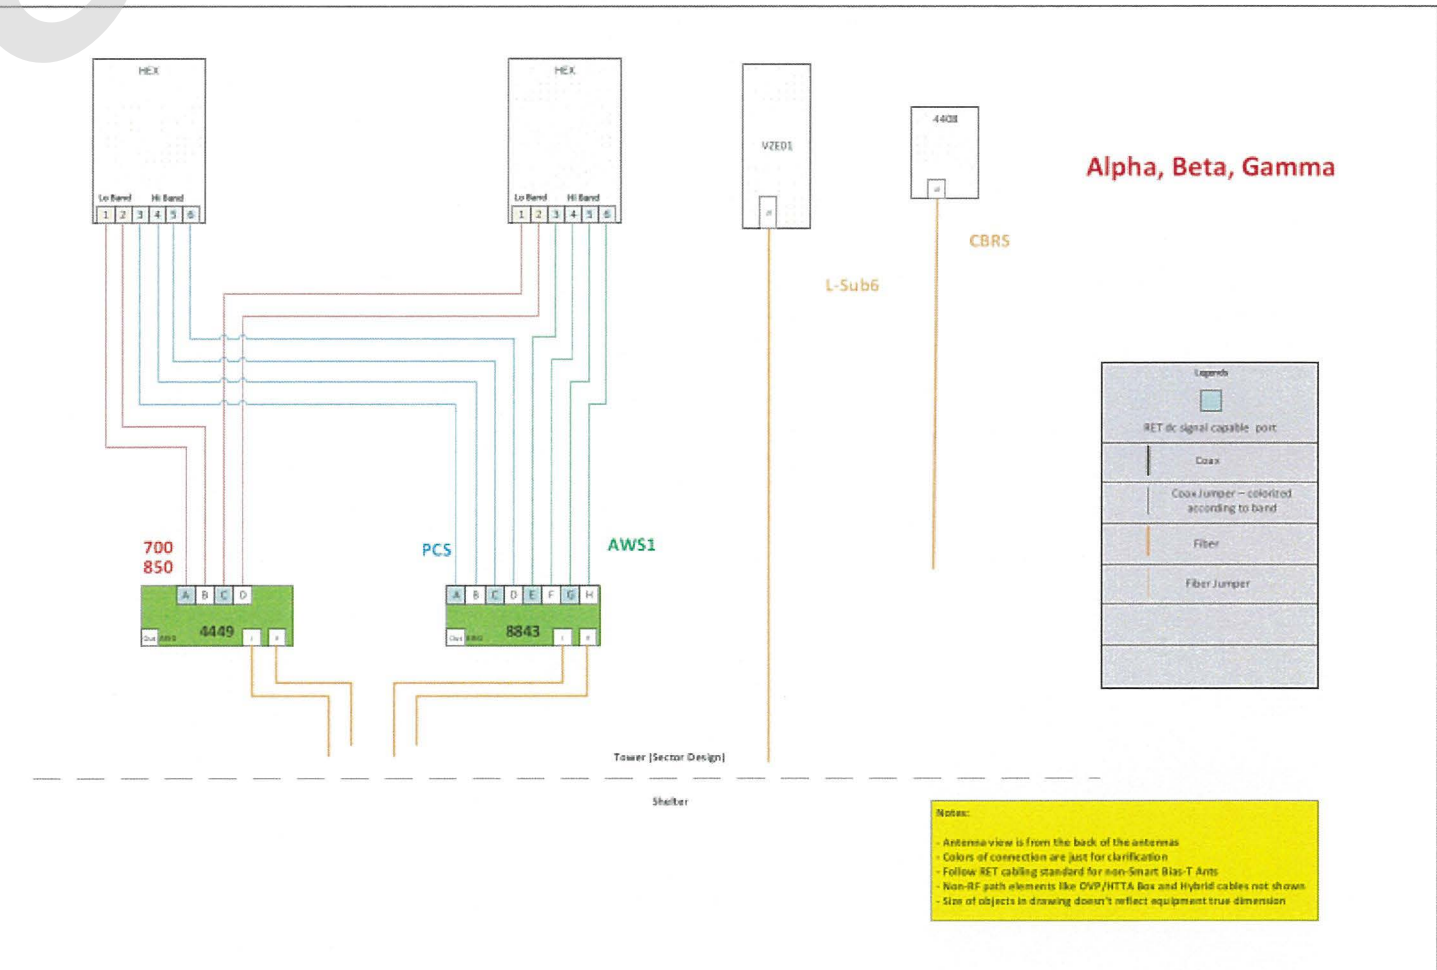 HEX
Lo Band Hi Band
1 2 3 4 5 6
HEX
Lo Band Hi Band
1 2 3 4 5 6
VZE01
4408
Alpha, Beta, Gamma
CBRS
L-Sub6
Legends
RET dc signal capable port
Coax
Coax Jumper – colorized
according to band
Fiber
Fiber Jumper
700
850
PCS
AWS1
A B C D
4449
A B C D E F G H
8843
Tower (Sector Design)
Shelter
Notes:
- Antenna view is from the back of the antennas
- Colors of connection are just for clarification
- Follow RET cabling standard for non-Smart Bias-T Ants
- Non-RF path elements like OVP/HTTA Box and Hybrid cables not shown
- Size of objects in drawing doesn't reflect equipment true dimension